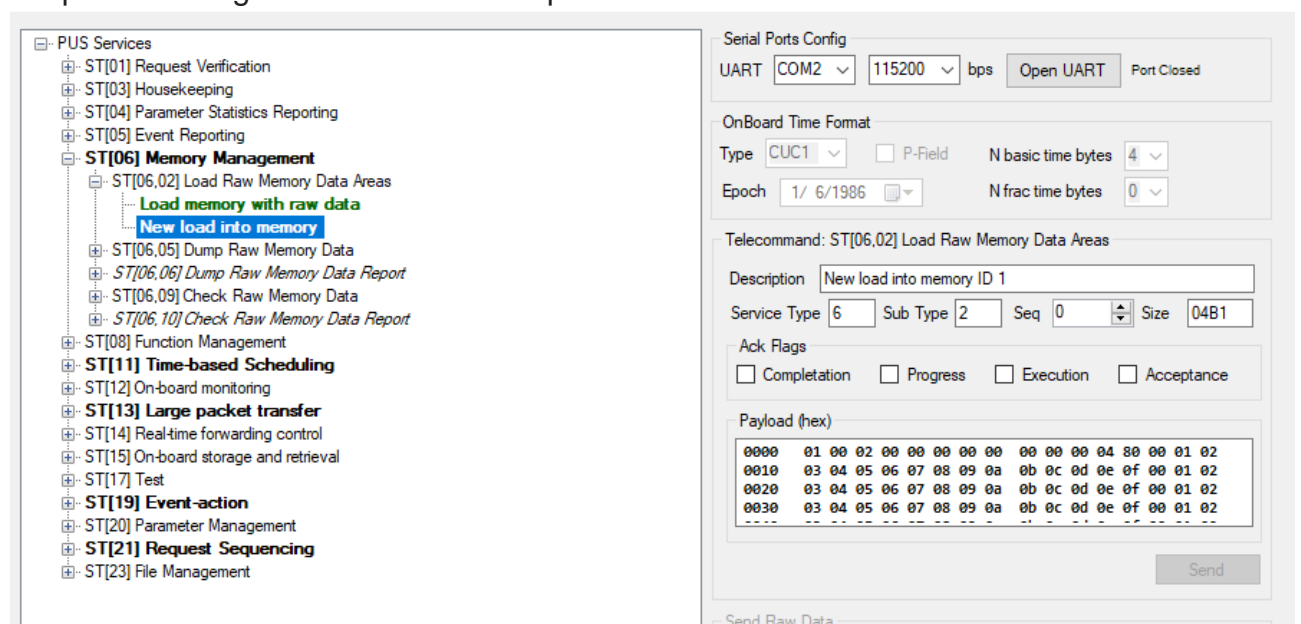 PUS Services
ST[01] Request Verification
ST[03] Housekeeping
ST[04] Parameter Statistics Reporting
ST[05] Event Reporting
ST[06] Memory Management
ST[06,02] Load Raw Memory Data Areas
Load memory with raw data
New load into memory
ST[06,05] Dump Raw Memory Data
ST[06,06] Dump Raw Memory Data Report
ST[06,09] Check Raw Memory Data
ST[06,10] Check Raw Memory Data Report
ST[08] Function Management
ST[11] Time-based Scheduling
ST[12] On-board monitoring
ST[13] Large packet transfer
ST[14] Real-time forwarding control
ST[15] On-board storage and retrieval
ST[17] Test
ST[19] Event-action
ST[20] Parameter Management
ST[21] Request Sequencing
ST[23] File Management
Serial Ports Config
UART COM2 115200 bps Open UART Port Closed
OnBoard Time Format
Type CUC1 P-Field N basic time bytes 4
Epoch 1/ 6/1986 N frac time bytes 0
Telecommand: ST[06,02] Load Raw Memory Data Areas
Description New load into memory ID 1
Service Type 6 Sub Type 2 Seq 0 Size 04B1
Ack Flags
Completation Progress Execution Acceptance
Payload (hex)
0000 01 00 02 00 00 00 00 00 00 00 00 04 80 00 01 02
0010 03 04 05 06 07 08 09 0a 0b 0c 0d 0e 0f 00 01 02
0020 03 04 05 06 07 08 09 0a 0b 0c 0d 0e 0f 00 01 02
0030 03 04 05 06 07 08 09 0a 0b 0c 0d 0e 0f 00 01 02
Send
Send Raw Data